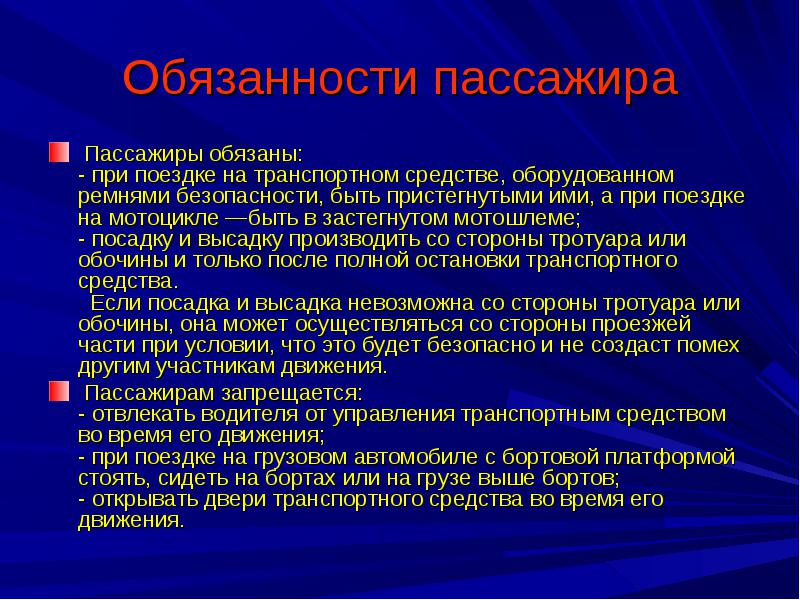 Обязанности пассажира
Пассажиры обязаны:
- при поездке на транспортном средстве, оборудованном
ремнями безопасности, быть пристегнутыми ими, а при поездке
на мотоцикле —быть в застегнутом мотошлеме;
- посадку и высадку производить со стороны тротуара или
обочины и только после полной остановки транспортного
средства.
Если посадка и высадка невозможна со стороны тротуара или
обочины, она может осуществляться со стороны проезжей
части при условии, что это будет безопасно и не создаст помех
другим участникам движения.
Пассажирам запрещается:
- отвлекать водителя от управления транспортным средством
во время его движения;
- при поездке на грузовом автомобиле с бортовой платформой
стоять, сидеть на бортах или на грузе выше бортов;
- открывать двери транспортного средства во время его
движения.